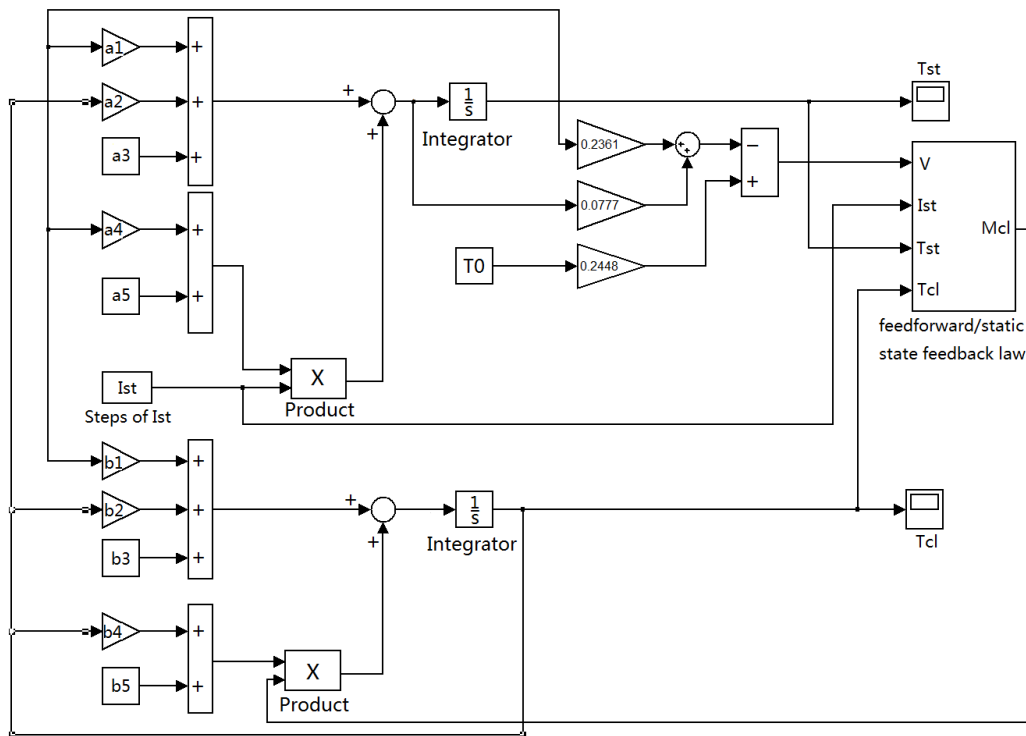 a1
+
a2
+
a3
+
+
+
1
s
Integrator
Tst
0.2361
+
+
−
+
0.0777
T0
0.2448
V
Ist
Tst
Tcl
Mcl
feedforward/static
state feedback law
a4
+
a5
+
Ist
Steps of Ist
X
Product
b1
+
b2
+
b3
+
+
+
1
s
Integrator
Tcl
b4
+
b5
+
X
Product